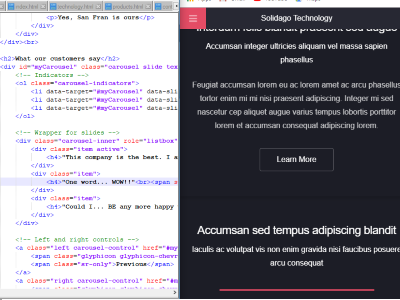 index.html
technology.html
products.html
<p>Yes, San Fran is ours</p>
</div>
</div>
</div><br>
<h2>What our customers say</h2>
<div id="myCarousel" class="carousel slide tex
<!-- Indicators -->
<ol class="carousel-indicators">
<li data-target="#myCarousel" data-sli
<li data-target="#myCarousel" data-sli
<li data-target="#myCarousel" data-sli
</ol>
<!-- Wrapper for slides -->
<div class="carousel-inner" role="listbox"
<div class="item active">
<h4>"This company is the best. I a
</div>
<div class="item">
<h4>"One word... WOW!!"<br><span s
</div>
<div class="item">
<h4>"Could I... BE any more happy
</div>
</div>
<!-- Left and right controls -->
<a class="left carousel-control" href="#my
<span class="glyphicon glyphicon-chevr
<span class="sr-only">Previous</span>
</a>
<a class="right carousel-control" href="#m
Solidago Technology
Accumsan integer ultricies aliquam vel massa sapien
phasellus
Feugiat accumsan lorem eu ac lorem amet ac arcu phasellus
tortor enim mi mi nisi praesent adipiscing. Integer mi sed
nascetur cep aliquet augue varius tempus lobortis porttitor
lorem et accumsan consequat adipiscing lorem.
Learn More
Accumsan sed tempus adipiscing blandit
Iaculis ac volutpat vis non enim gravida nisi faucibus posuere
arcu consequat